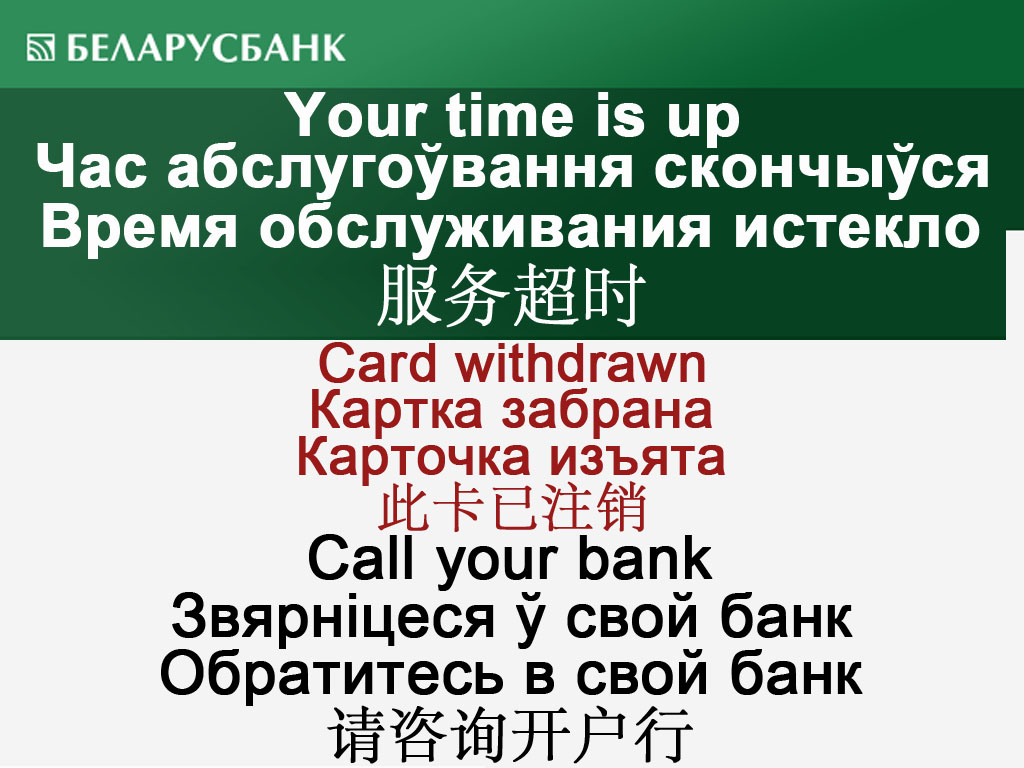 БЕЛАРУСБАНК
Your time is up
Час абслугоўвання скончыўся
Время обслуживания истекло
服务超时
Card withdrawn
Картка забрана
Карточка изъята
此卡已注销
Call your bank
Звярніцеся ў свой банк
Обратитесь в свой банк
请咨询开户行